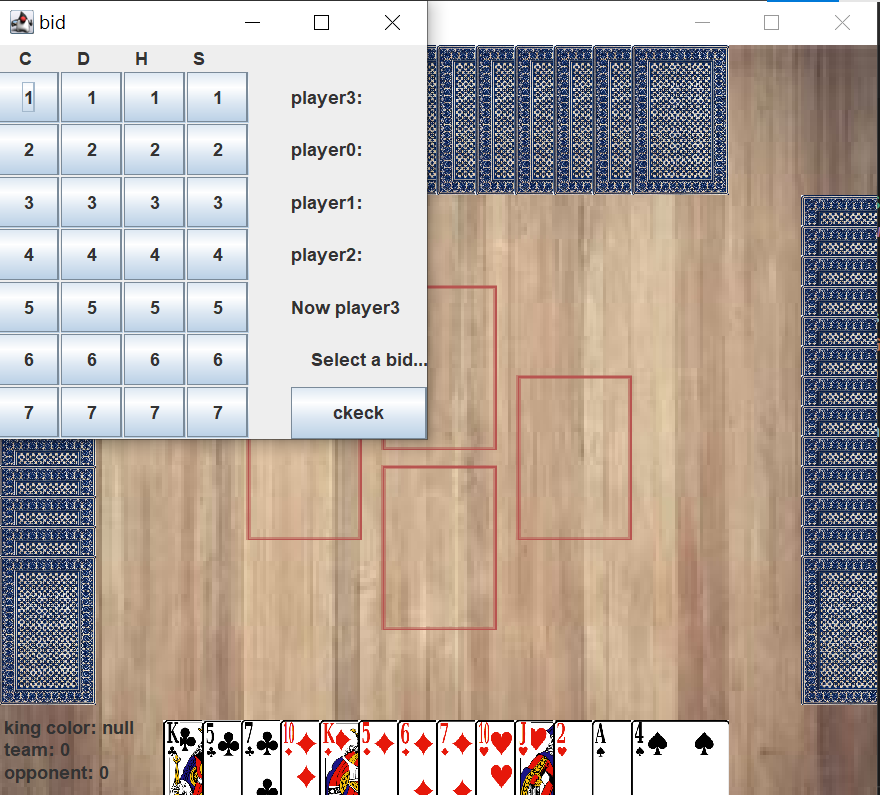 bid
C D H S
1 1 1 1 player3:
2 2 2 2 player0:
3 3 3 3 player1:
4 4 4 4 player2:
5 5 5 5 Now player3
6 6 6 6 Select a bid...
7 7 7 7 ckeck
king color: null
team: 0
opponent: 0
K 5 7 10 K 5 6 7 10 J 2 A 4